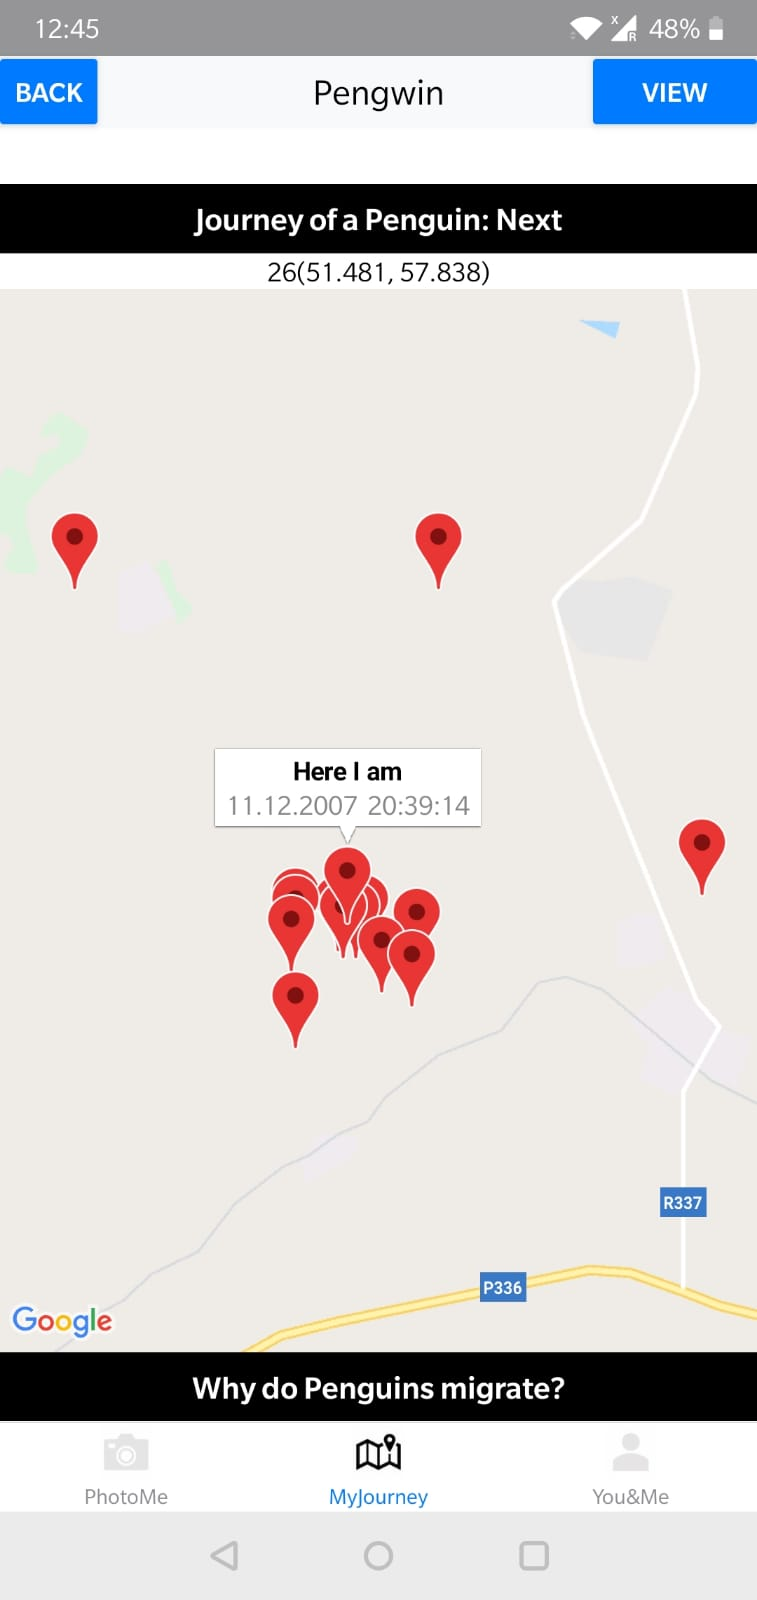 12:45
x
R
48%
BACK
Pengwin
VIEW
Journey of a Penguin: Next
26(51.481, 57.838)
Here I am
11.12.2007 20:39:14
R337
P336
Google
Why do Penguins migrate?
PhotoMe
MyJourney
You&Me